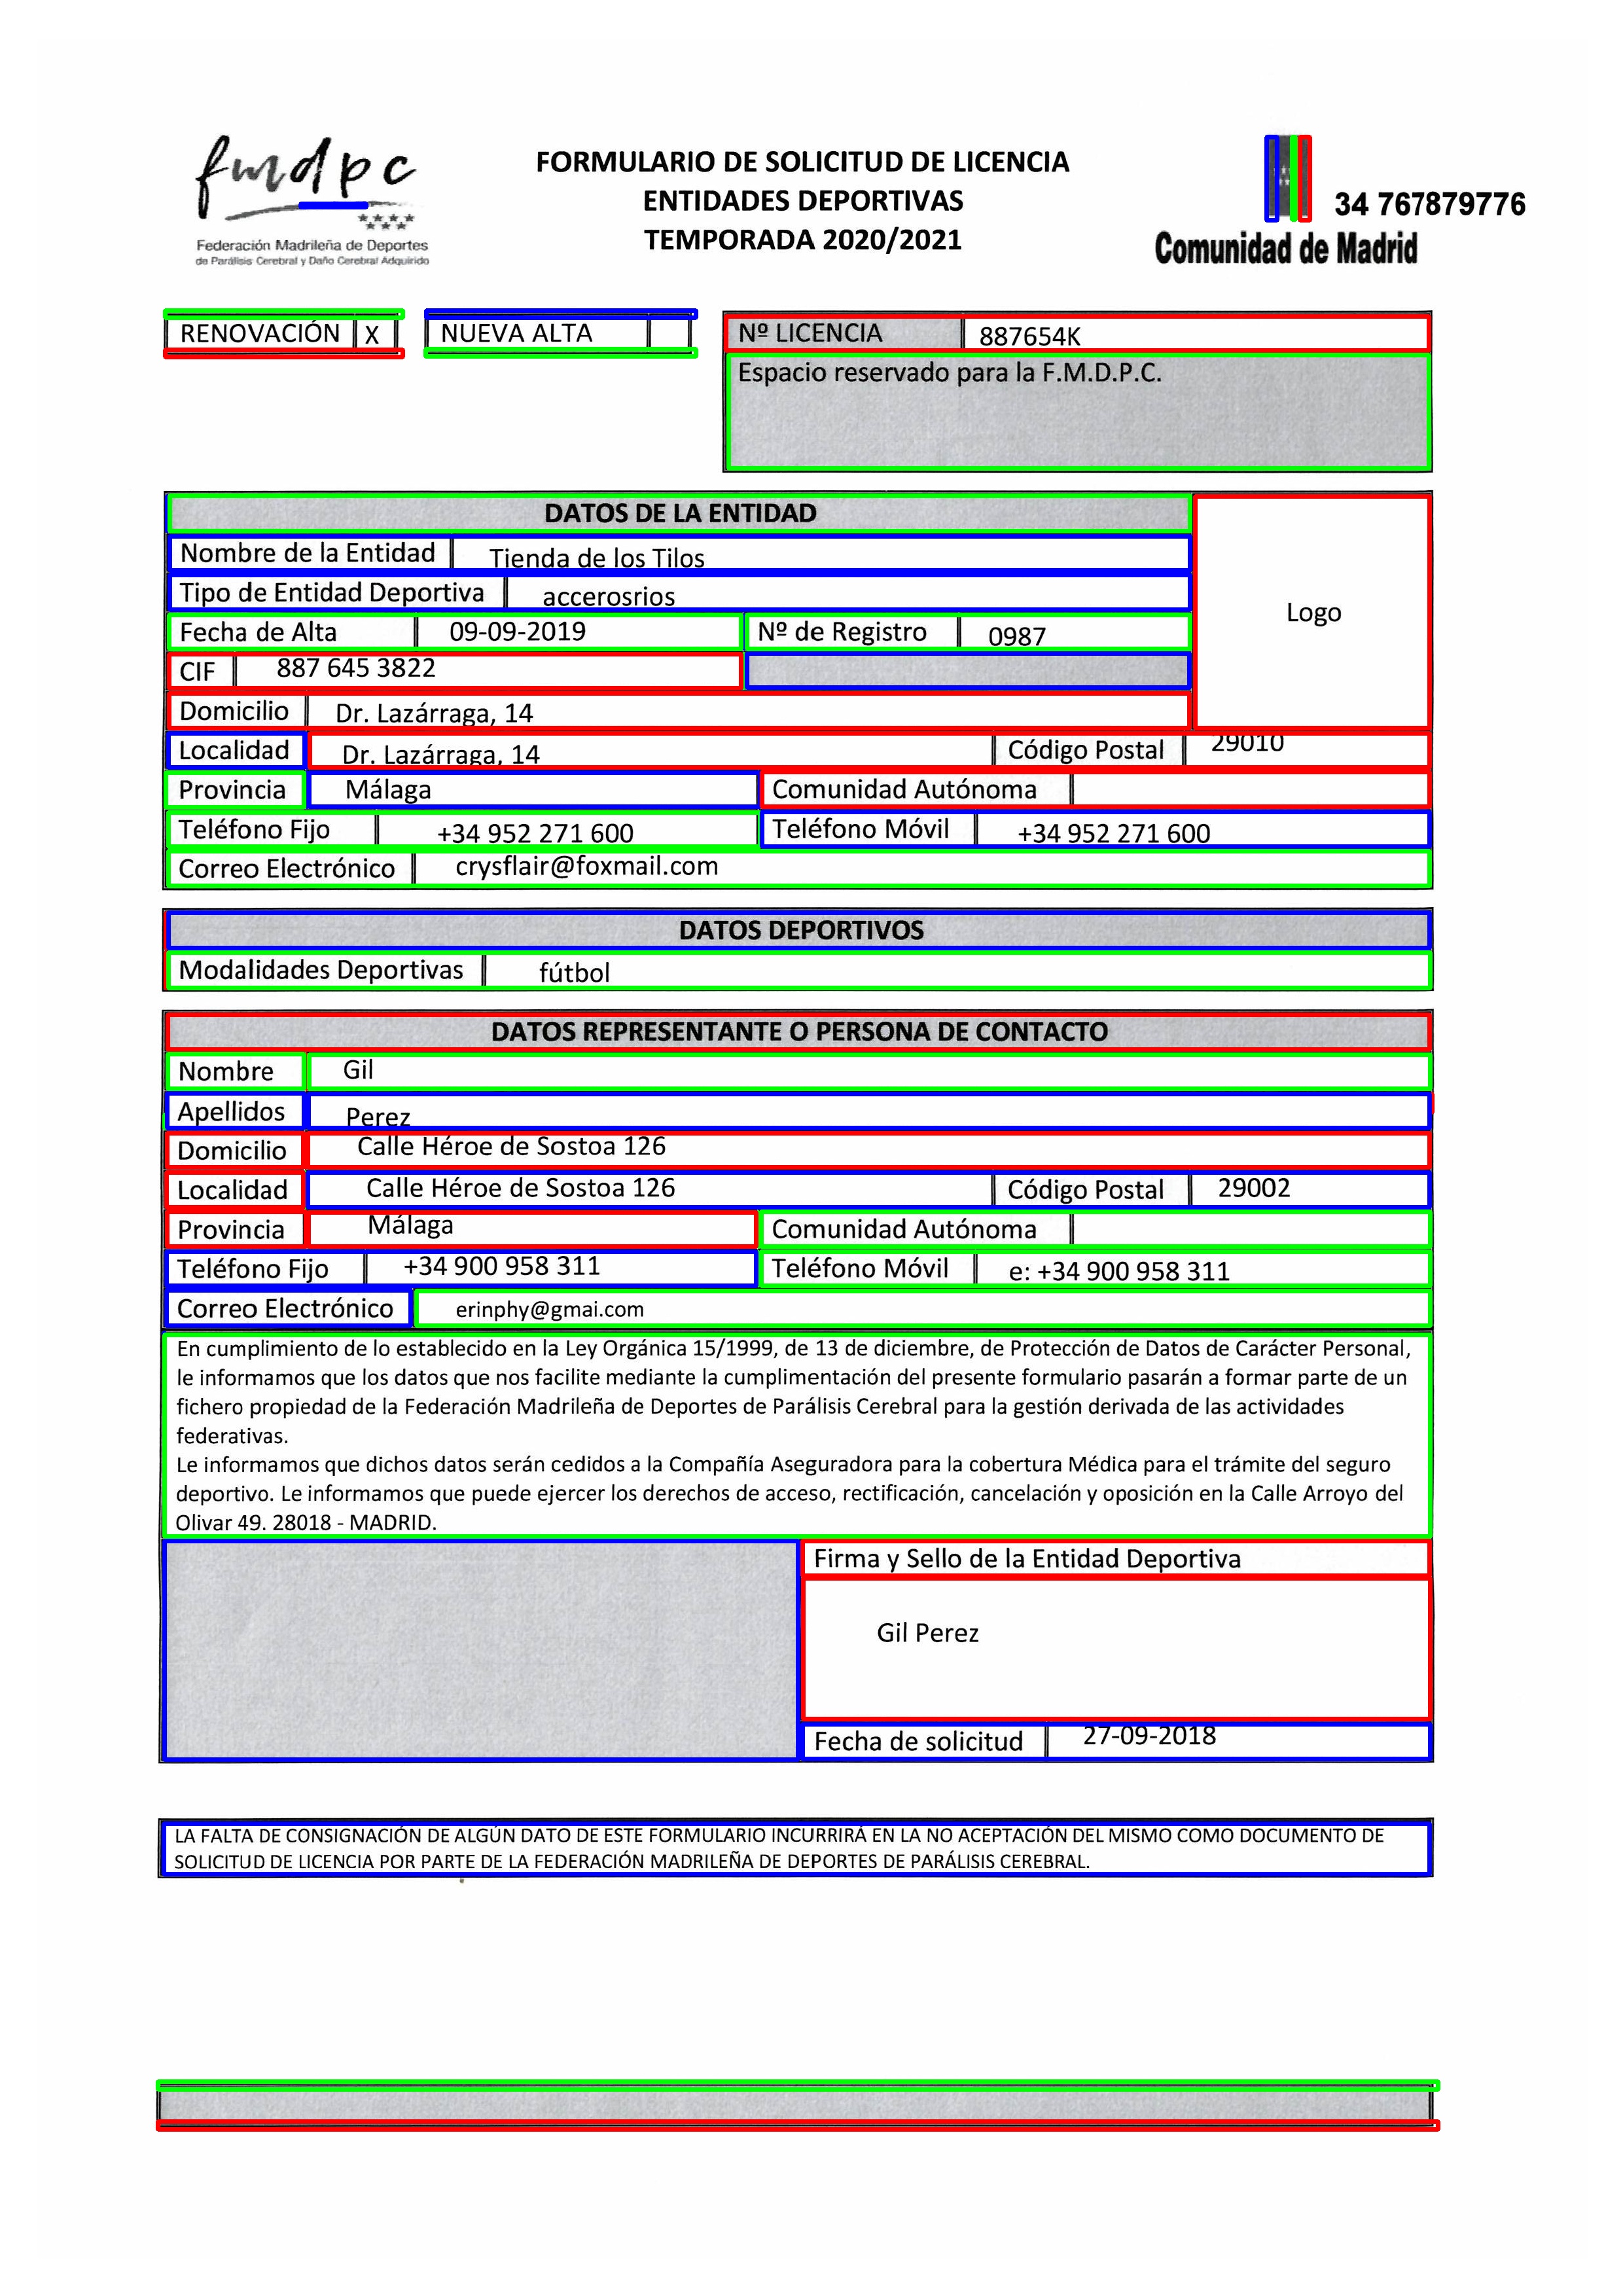 fmdpc
Federación Madrileña de Deportes
de Parálisis Cerebral y Daño Cerebral Adquirido
FORMULARIO DE SOLICITUD DE LICENCIA
ENTIDADES DEPORTIVAS
TEMPORADA 2020/2021
34 767879776
Comunidad de Madrid
RENOVACIÓN X NUEVA ALTA
Nº LICENCIA 887654K
Espacio reservado para la F.M.D.P.C.
DATOS DE LA ENTIDAD
Nombre de la Entidad Tienda de los Tilos
Tipo de Entidad Deportiva accerosrios
Logo
Fecha de Alta 09-09-2019 Nº de Registro 0987
CIF 887 645 3822
Domicilio Dr. Lazárraga, 14
Localidad Dr. Lazárraga, 14 Código Postal 29010
Provincia Málaga Comunidad Autónoma
Teléfono Fijo +34 952 271 600 Teléfono Móvil +34 952 271 600
Correo Electrónico crysflair@foxmail.com
DATOS DEPORTIVOS
Modalidades Deportivas fútbol
DATOS REPRESENTANTE O PERSONA DE CONTACTO
Nombre Gil
Apellidos Perez
Domicilio Calle Héroe de Sostoa 126
Localidad Calle Héroe de Sostoa 126 Código Postal 29002
Provincia Málaga Comunidad Autónoma
Teléfono Fijo +34 900 958 311 Teléfono Móvil e: +34 900 958 311
Correo Electrónico erinphy@gmai.com
En cumplimiento de lo establecido en la Ley Orgánica 15/1999, de 13 de diciembre, de Protección de Datos de Carácter Personal,
le informamos que los datos que nos facilite mediante la cumplimentación del presente formulario pasarán a formar parte de un
fichero propiedad de la Federación Madrileña de Deportes de Parálisis Cerebral para la gestión derivada de las actividades
federativas.
Le informamos que dichos datos serán cedidos a la Compañía Aseguradora para la cobertura Médica para el trámite del seguro
deportivo. Le informamos que puede ejercer los derechos de acceso, rectificación, cancelación y oposición en la Calle Arroyo del
Olivar 49. 28018 - MADRID.
Firma y Sello de la Entidad Deportiva
Gil Perez
Fecha de solicitud 27-09-2018
LA FALTA DE CONSIGNACIÓN DE ALGÚN DATO DE ESTE FORMULARIO INCURRIRÁ EN LA NO ACEPTACIÓN DEL MISMO COMO DOCUMENTO DE
SOLICITUD DE LICENCIA POR PARTE DE LA FEDERACIÓN MADRILEÑA DE DEPORTES DE PARÁLISIS CEREBRAL.